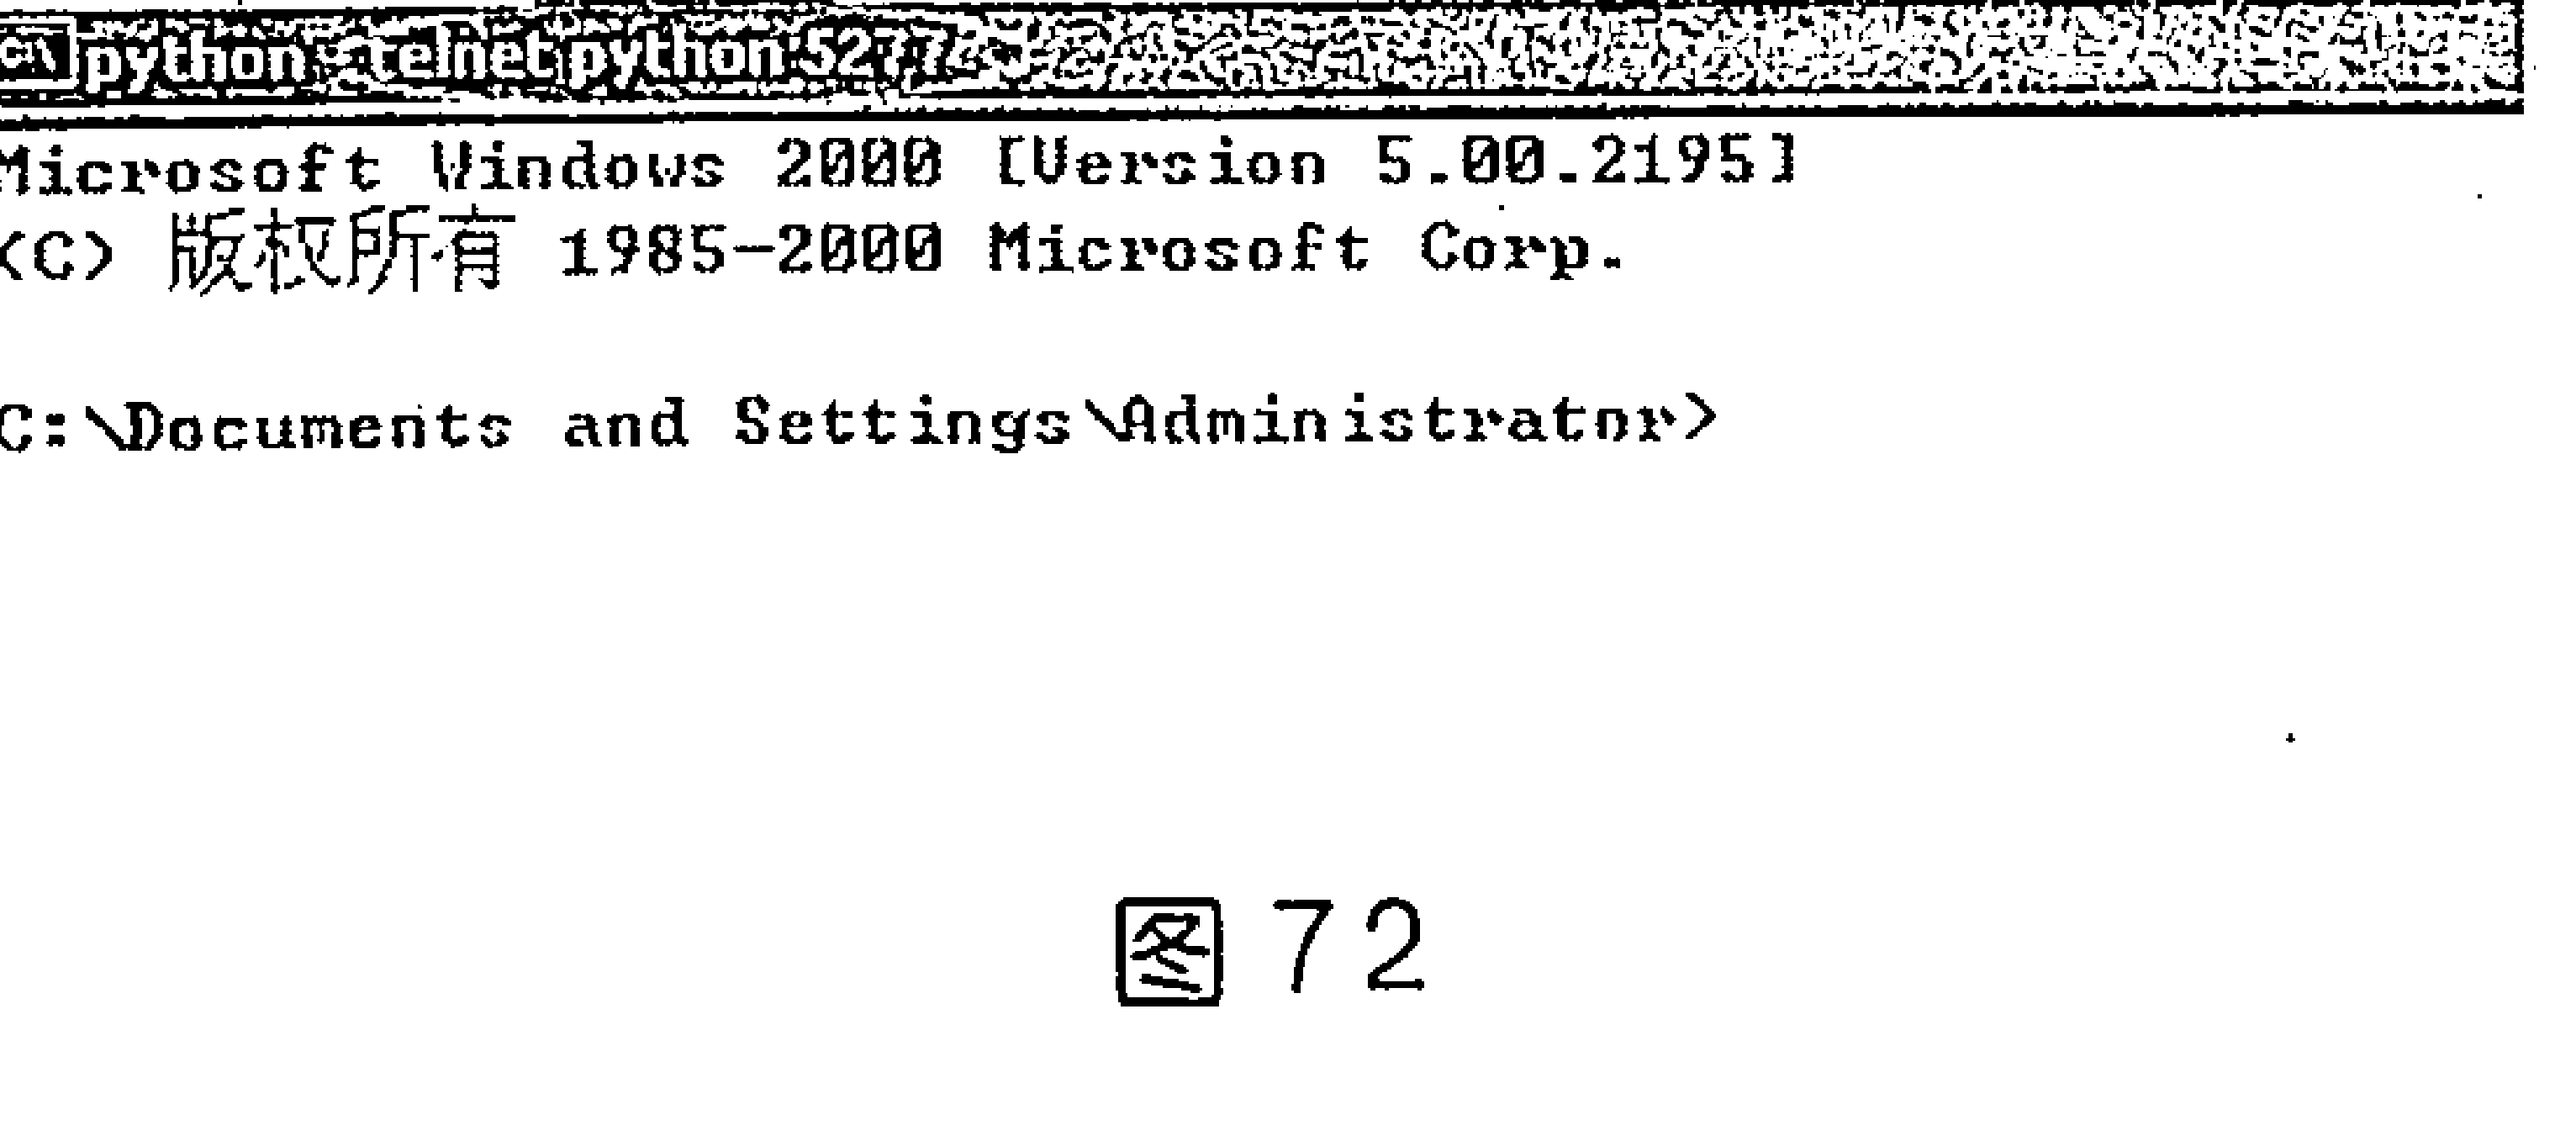 C:\ python - telnet python 5277
Microsoft Windows 2000 [Version 5.00.2195]
(C) 版权所有 1985-2000 Microsoft Corp.
C:\Documents and Settings\Administrator>
图 72